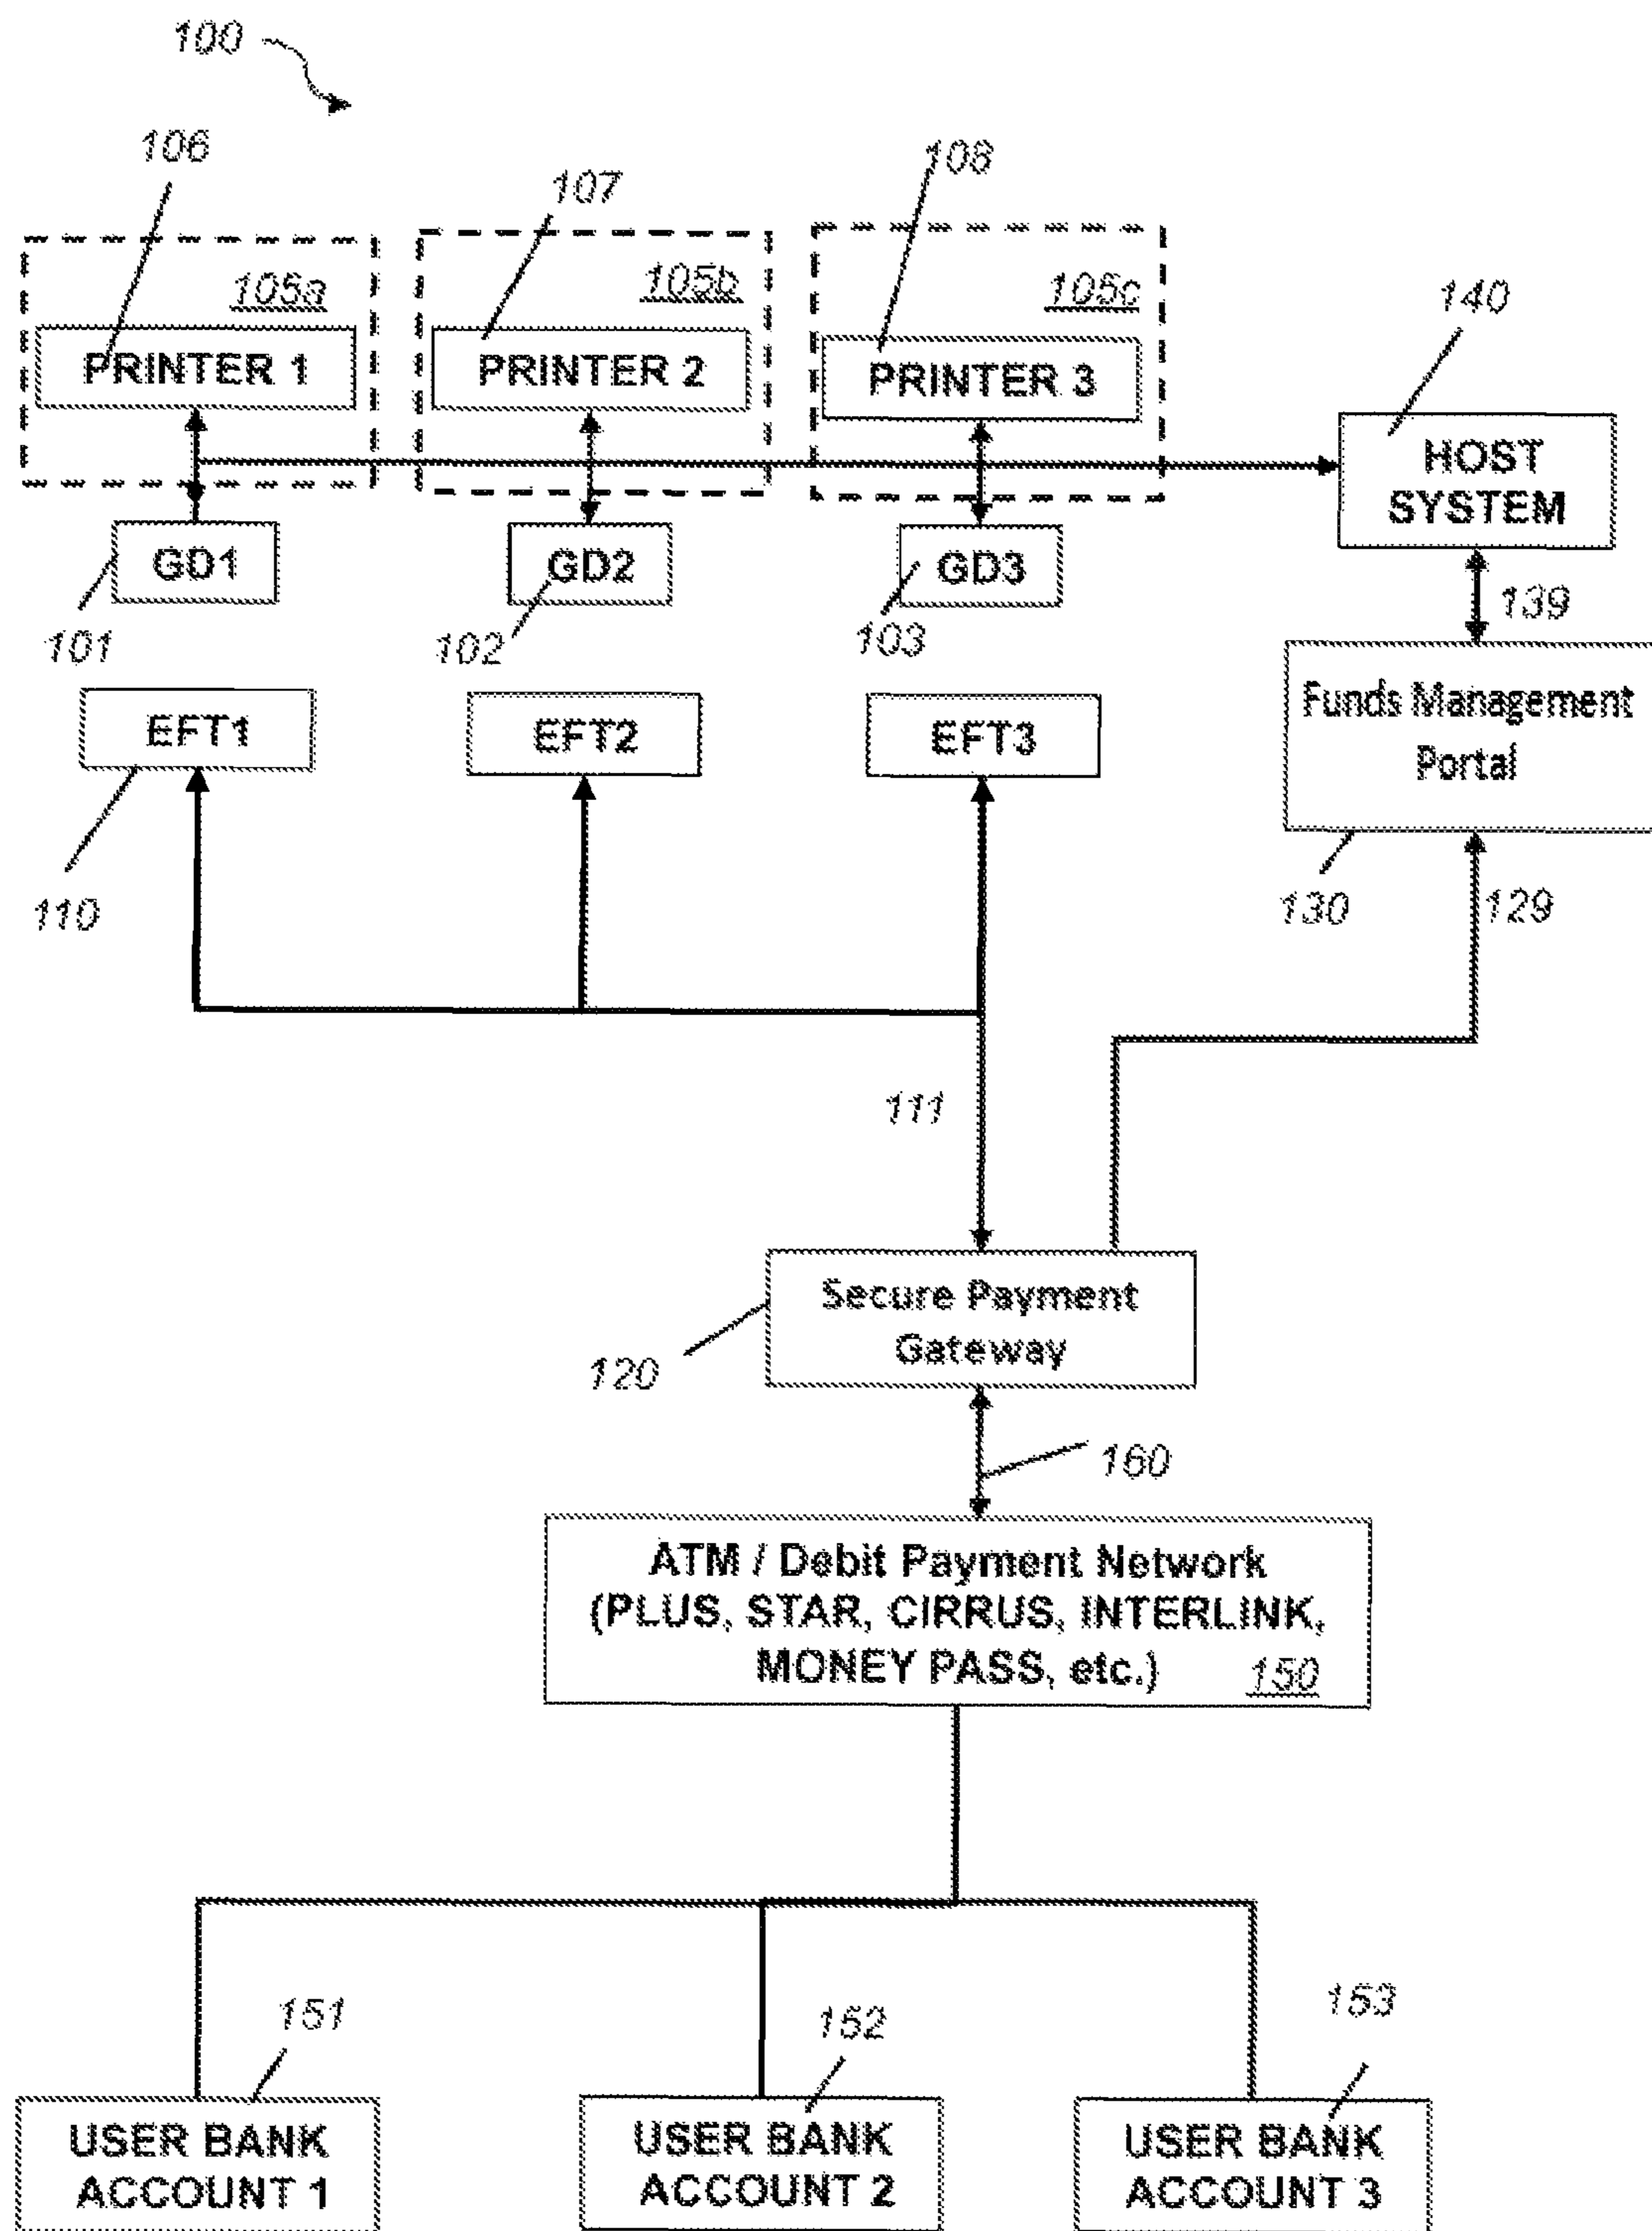 100
106
107
108
105a
105b
105c
140
PRINTER 1
PRINTER 2
PRINTER 3
HOST
SYSTEM
GD1
GD2
GD3
139
101
102
103
EFT1
EFT2
EFT3
Funds Management
Portal
110
130
129
111
Secure Payment
Gateway
120
160
ATM / Debit Payment Network
(PLUS, STAR, CIRRUS, INTERLINK,
MONEY PASS, etc.)
150
151
152
153
USER BANK
ACCOUNT 1
USER BANK
ACCOUNT 2
USER BANK
ACCOUNT 3